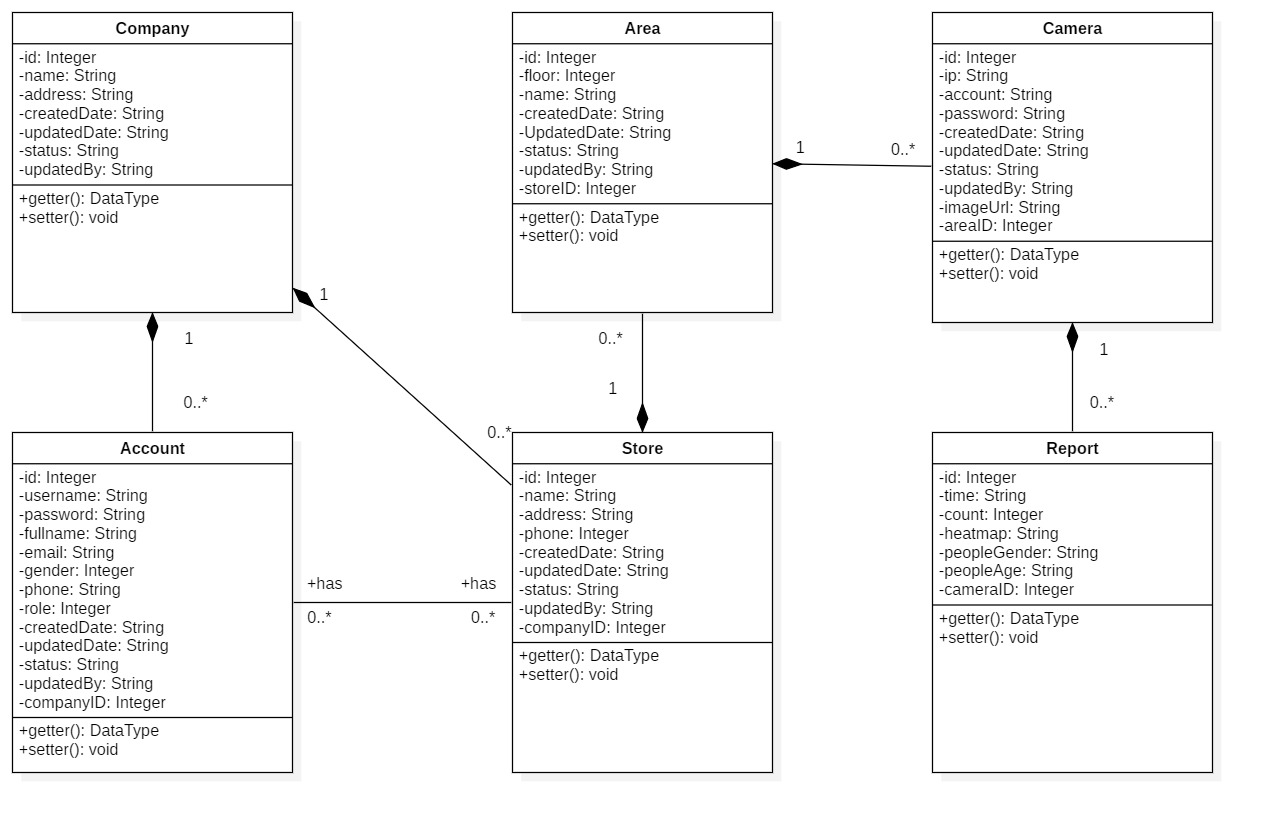 Company
-id: Integer
-name: String
-address: String
-createdDate: String
-updatedDate: String
-status: String
-updatedBy: String
+getter(): DataType
+setter(): void
Area
-id: Integer
-floor: Integer
-name: String
-createdDate: String
-UpdatedDate: String
-status: String
-updatedBy: String
-storeID: Integer
+getter(): DataType
+setter(): void
1
0..*
Camera
-id: Integer
-ip: String
-account: String
-password: String
-createdDate: String
-updatedDate: String
-status: String
-updatedBy: String
-imageUrl: String
-areaID: Integer
+getter(): DataType
+setter(): void
1
1
0..*
0..*
0..*
1
1
0..*
Account
-id: Integer
-username: String
-password: String
-fullname: String
-email: String
-gender: Integer
-phone: String
-role: Integer
-createdDate: String
-updatedDate: String
-status: String
-updatedBy: String
-companyID: Integer
+getter(): DataType
+setter(): void
+has
+has
0..*
0..*
Store
-id: Integer
-name: String
-address: String
-phone: Integer
-createdDate: String
-updatedDate: String
-status: String
-updatedBy: String
-companyID: Integer
+getter(): DataType
+setter(): void
Report
-id: Integer
-time: String
-count: Integer
-heatmap: String
-peopleGender: String
-peopleAge: String
-cameraID: Integer
+getter(): DataType
+setter(): void